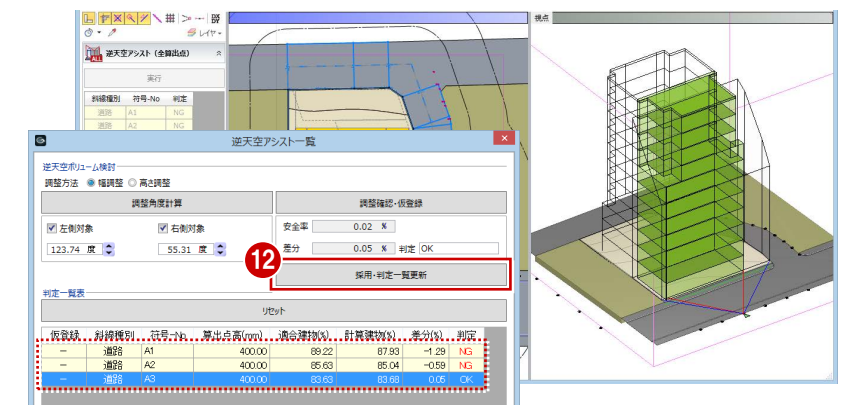 レイヤ
視点
ALL 逆天空アシスト (全算出点)
実行
斜線種別 符号-No 判定
道路 A1 NG
道路 A2 NG
逆天空アシスト一覧
逆天空ボリューム検討
調整方法 幅調整 高さ調整
調整角度計算 調整確認・仮登録
左側対象 右側対象 安全率 0.02 %
123.74 度 55.31 度 差分 0.05 % 判定 OK
12
採用・判定一覧更新
判定一覧表
リセット
仮登録 斜線種別 符号-No 算出点高(mm) 適合建物(%) 計算建物(%) 差分(%) 判定
― 道路 A1 400.00 89.22 87.93 -1.29 NG
― 道路 A2 400.00 85.63 85.04 -0.59 NG
― 道路 A3 400.00 83.63 83.68 0.05 OK